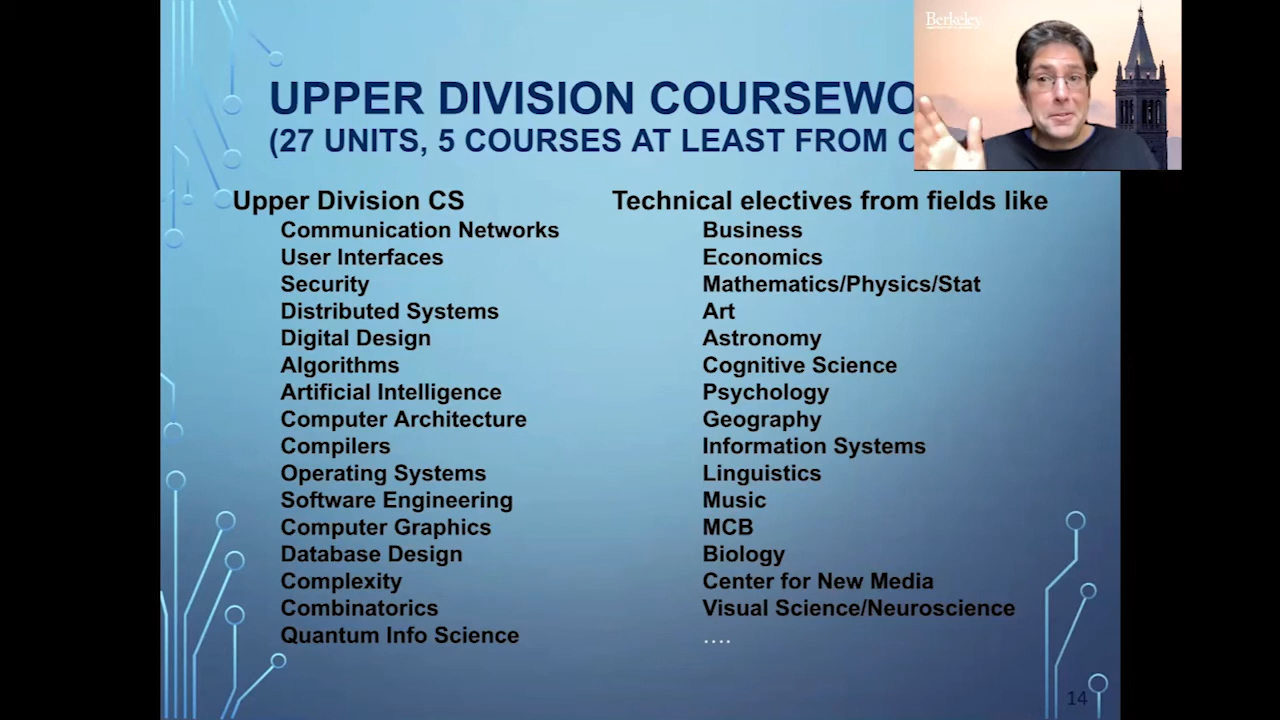 Berkeley
UPPER DIVISION COURSEWO
(27 UNITS, 5 COURSES AT LEAST FROM C
Upper Division CS
Communication Networks
User Interfaces
Security
Distributed Systems
Digital Design
Algorithms
Artificial Intelligence
Computer Architecture
Compilers
Operating Systems
Software Engineering
Computer Graphics
Database Design
Complexity
Combinatorics
Quantum Info Science
Technical electives from fields like
Business
Economics
Mathematics/Physics/Stat
Art
Astronomy
Cognitive Science
Psychology
Geography
Information Systems
Linguistics
Music
MCB
Biology
Center for New Media
Visual Science/Neuroscience
....
14